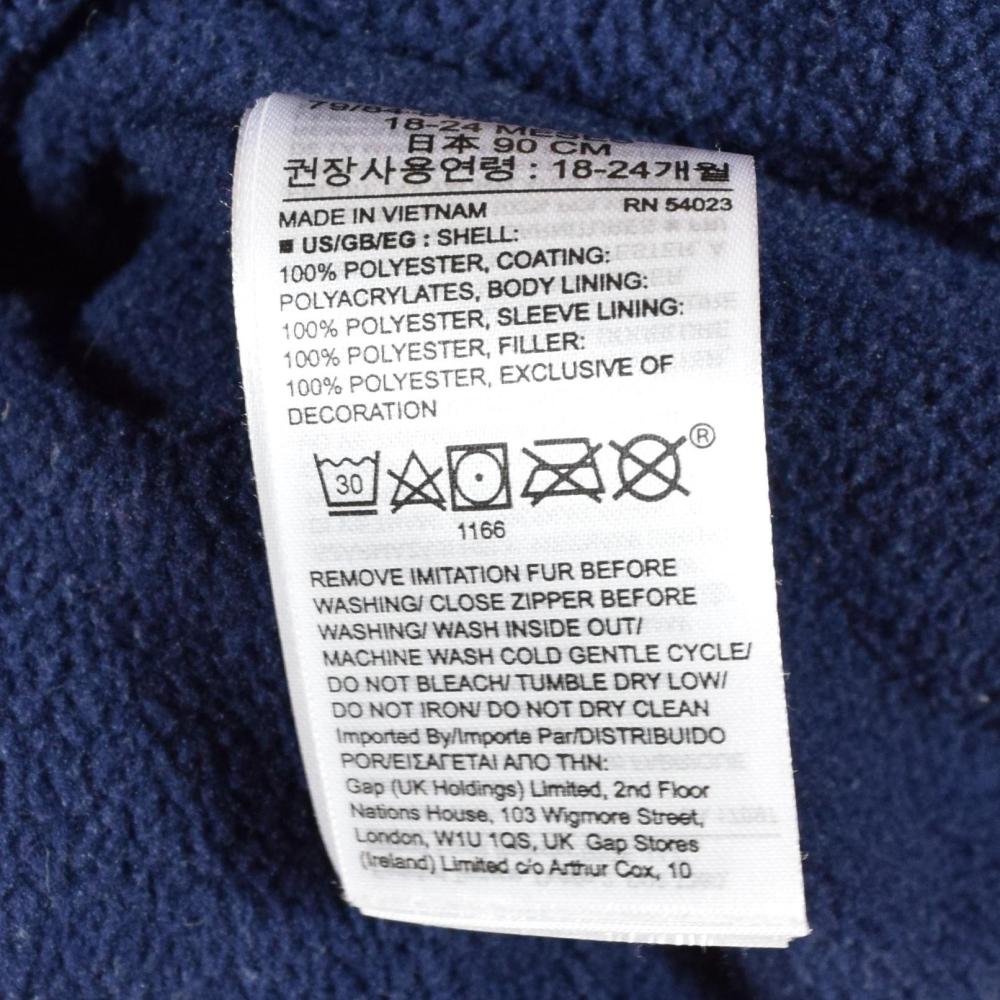 18-24
日本 90 CM
권장사용연령 : 18-24개월
MADE IN VIETNAM RN 54023
■ US/GB/EG : SHELL:
100% POLYESTER, COATING:
POLYACRYLATES, BODY LINING:
100% POLYESTER, SLEEVE LINING:
100% POLYESTER, FILLER:
100% POLYESTER, EXCLUSIVE OF
DECORATION
30
®
1166
REMOVE IMITATION FUR BEFORE
WASHING/ CLOSE ZIPPER BEFORE
WASHING/ WASH INSIDE OUT/
MACHINE WASH COLD GENTLE CYCLE/
DO NOT BLEACH/ TUMBLE DRY LOW/
DO NOT IRON/ DO NOT DRY CLEAN
Imported By/Importe Par/DISTRIBUIDO
POR/ΕΙΣΑΓΕΤΑΙ ΑΠΟ ΤΗΝ:
Gap (UK Holdings) Limited, 2nd Floor
Nations House, 103 Wigmore Street,
London, W1U 1QS, UK Gap Stores
(Ireland) Limited c/o Arthur Cox, 10